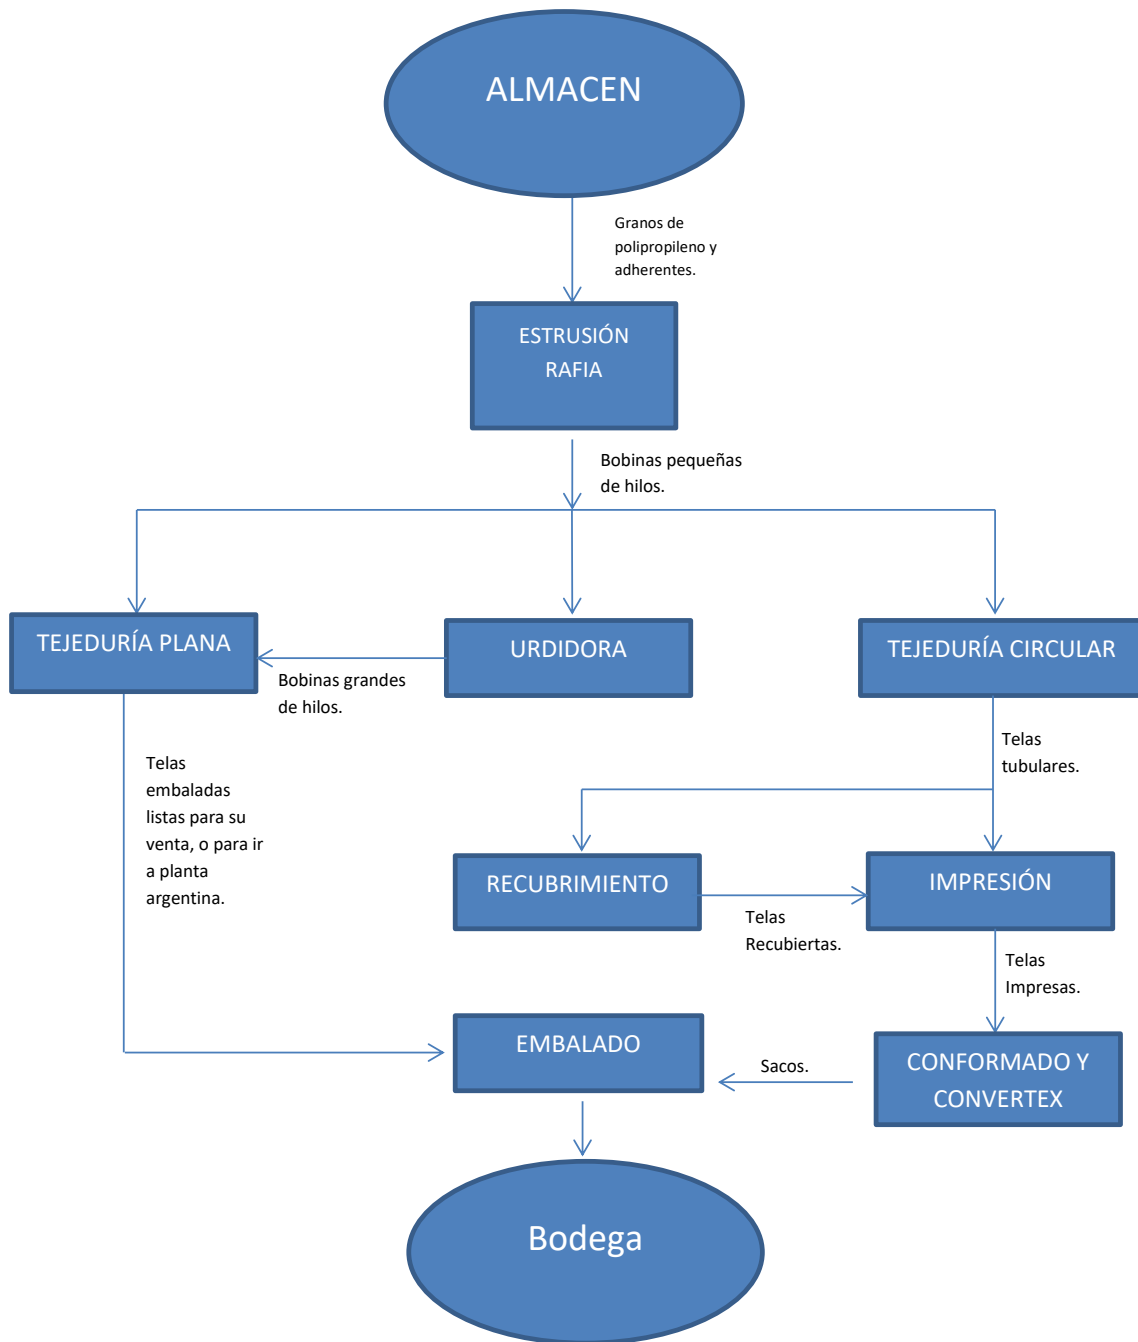 ALMACEN
Granos de
polipropileno y
adherentes.
ESTRUSIÓN
RAFIA
Bobinas pequeñas
de hilos.
TEJEDURÍA PLANA
URDIDORA
TEJEDURÍA CIRCULAR
Bobinas grandes
de hilos.
Telas
tubulares.
Telas
embaladas
listas para su
venta, o para ir
a planta
argentina.
RECUBRIMIENTO
IMPRESIÓN
Telas
Recubiertas.
Telas
Impresas.
EMBALADO
Sacos.
CONFORMADO Y
CONVERTEX
Bodega